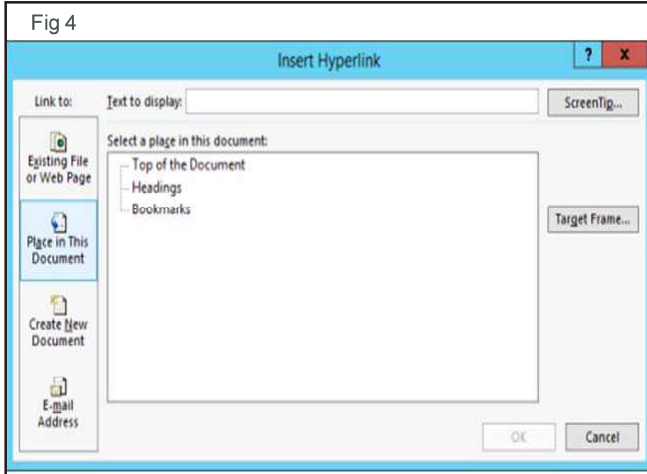 Fig 4
Insert Hyperlink
? x
Link to:
Text to display:
ScreenTip...
Existing File
or Web Page
Place in This
Document
Create New
Document
E-mail
Address
Select a place in this document:
Top of the Document
Headings
Bookmarks
Target Frame...
OK
Cancel